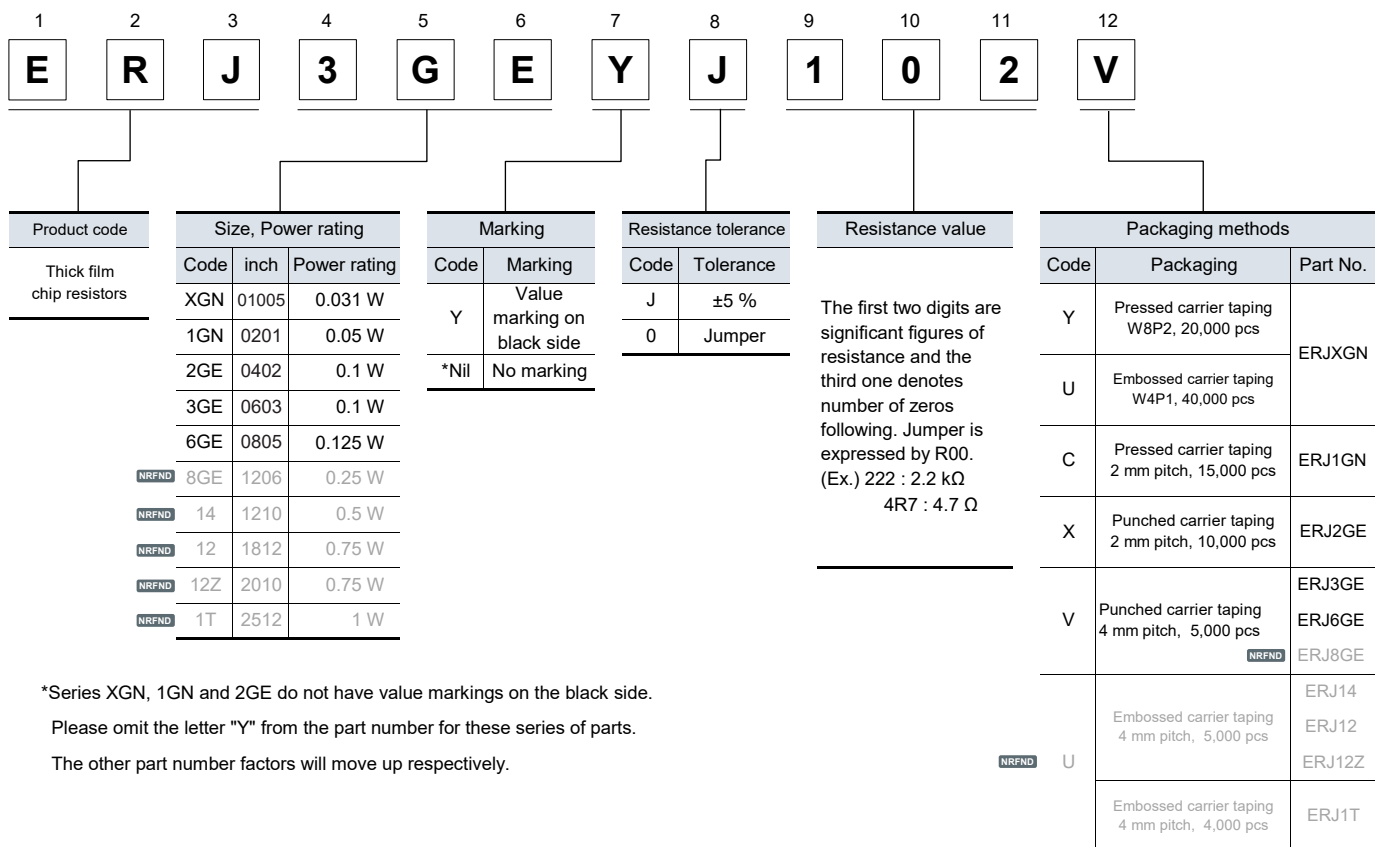 1 2 3 4 5 6 7 8 9 10 11 12
E R J 3 G E Y J 1 0 2 V
Product code
Thick film
chip resistors
Size, Power rating
Code inch Power rating
XGN 01005 0.031 W
1GN 0201 0.05 W
2GE 0402 0.1 W
3GE 0603 0.1 W
6GE 0805 0.125 W
NRFND 8GE 1206 0.25 W
NRFND 14 1210 0.5 W
NRFND 12 1812 0.75 W
NRFND 12Z 2010 0.75 W
NRFND 1T 2512 1 W
Marking
Code Marking
Y Value
marking on
black side
*Nil No marking
Resistance tolerance
Code Tolerance
J ±5 %
0 Jumper
Resistance value
The first two digits are
significant figures of
resistance and the
third one denotes
number of zeros
following. Jumper is
expressed by R00.
(Ex.) 222 : 2.2 kΩ
4R7 : 4.7 Ω
Packaging methods
Code Packaging Part No.
Y Pressed carrier taping
W8P2, 20,000 pcs
ERJXGN
U Embossed carrier taping
W4P1, 40,000 pcs
C Pressed carrier taping
2 mm pitch, 15,000 pcs
ERJ1GN
X Punched carrier taping
2 mm pitch, 10,000 pcs
ERJ2GE
V Punched carrier taping
4 mm pitch, 5,000 pcs
ERJ3GE
ERJ6GE
NRFND ERJ8GE
NRFND U
Embossed carrier taping
4 mm pitch, 5,000 pcs
ERJ14
ERJ12
ERJ12Z
Embossed carrier taping
4 mm pitch, 4,000 pcs
ERJ1T
*Series XGN, 1GN and 2GE do not have value markings on the black side.
Please omit the letter "Y" from the part number for these series of parts.
The other part number factors will move up respectively.